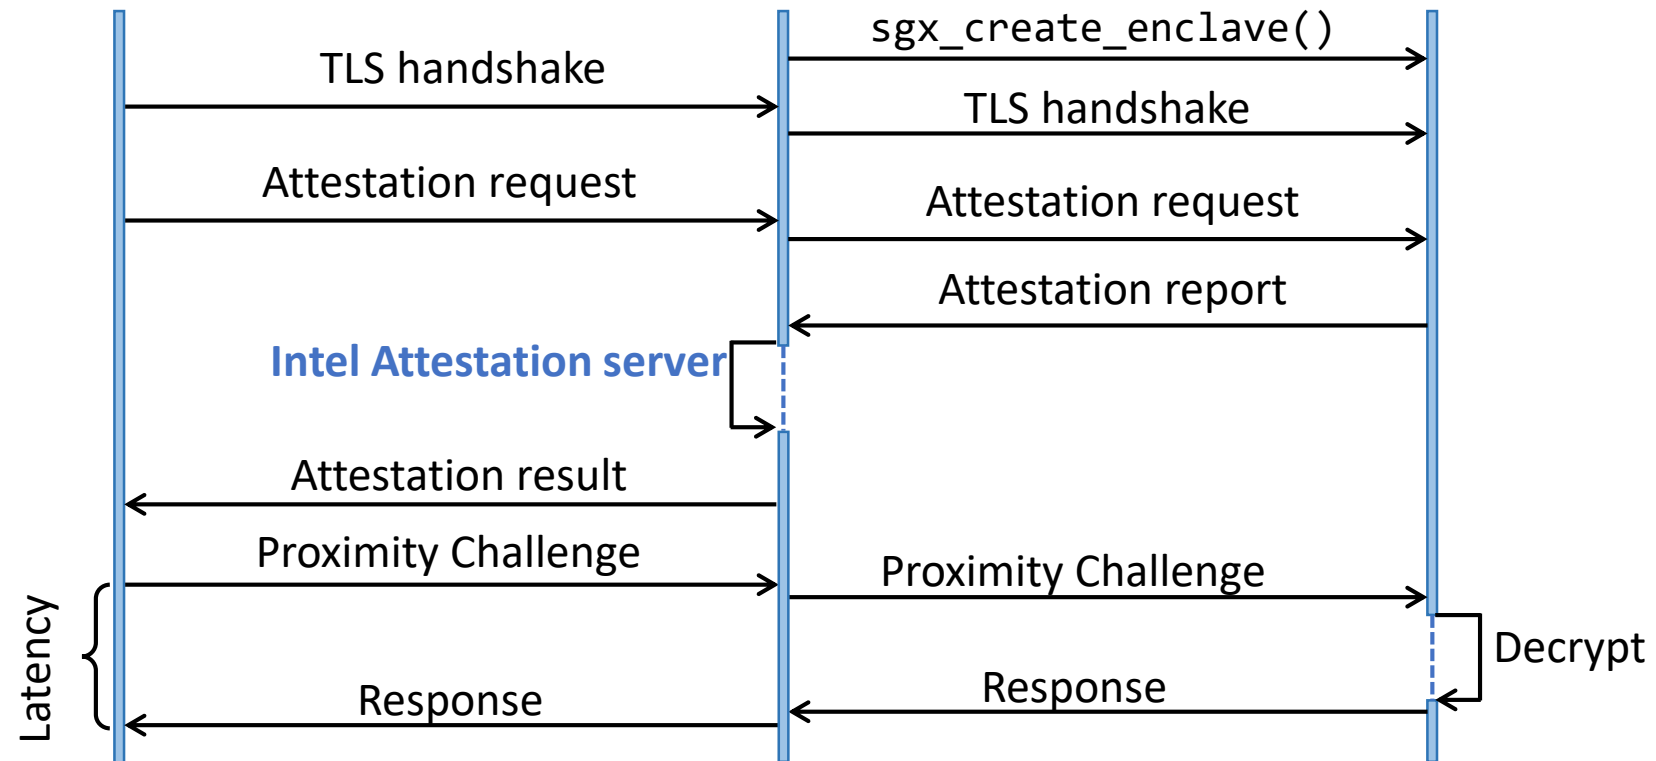 sgx_create_enclave()
TLS handshake
TLS handshake
Attestation request
Attestation request
Attestation report
Intel Attestation server
Attestation result
Proximity Challenge
Proximity Challenge
Latency
Decrypt
Response
Response